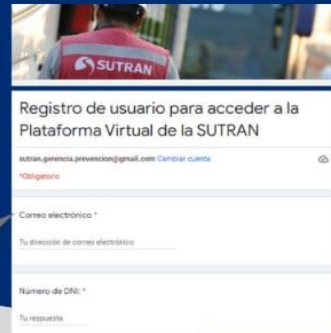 SUTRAN
Registro de usuario para acceder a la
Plataforma Virtual de la SUTRAN
sutran.gerencia.prevencion@gmail.com Cambiar cuenta
*Obligatorio
Correo electrónico *
Tu dirección de correo electrónico
Número de DNI: *
Tu respuesta